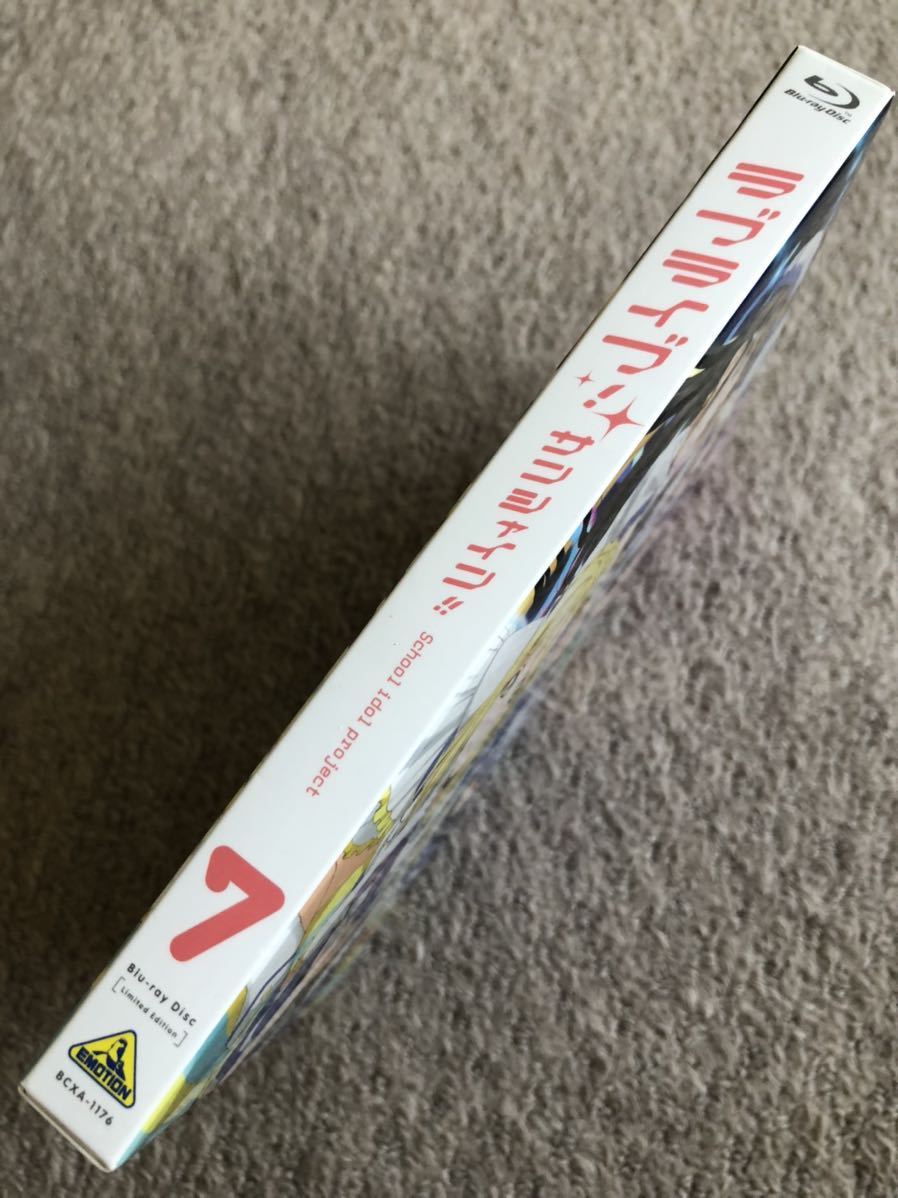 Blu-ray Disc
ラブライブ!サンシャイン!!
School idol project
7
Blu-ray Disc
[Limited Edition]
EMOTION
BCXA-1176